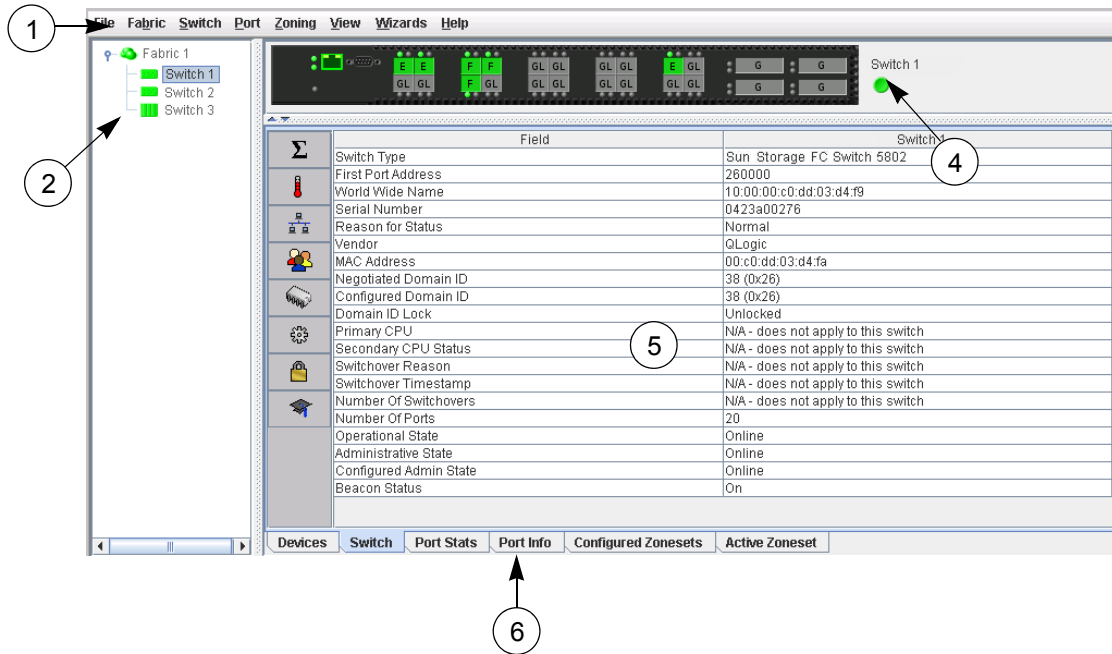 1
File Fabric Switch Port Zoning View Wizards Help
Fabric 1
Switch 1
Switch 2
Switch 3
2
E E F F GL GL GL GL E GL G G
GL GL F GL GL GL GL GL GL GL G G
Switch 1
4
Σ
Field Switch 1
Switch Type Sun Storage FC Switch 5802
First Port Address 260000
World Wide Name 10:00:00:c0:dd:03:d4:f9
Serial Number 0423a00276
Reason for Status Normal
Vendor QLogic
MAC Address 00:c0:dd:03:d4:fa
Negotiated Domain ID 38 (0x26)
Configured Domain ID 38 (0x26)
Domain ID Lock Unlocked
Primary CPU N/A - does not apply to this switch
Secondary CPU Status N/A - does not apply to this switch
Switchover Reason N/A - does not apply to this switch
Switchover Timestamp N/A - does not apply to this switch
Number Of Switchovers N/A - does not apply to this switch
Number Of Ports 20
Operational State Online
Administrative State Online
Configured Admin State Online
Beacon Status On
5
Devices Switch Port Stats Port Info Configured Zonesets Active Zoneset
6